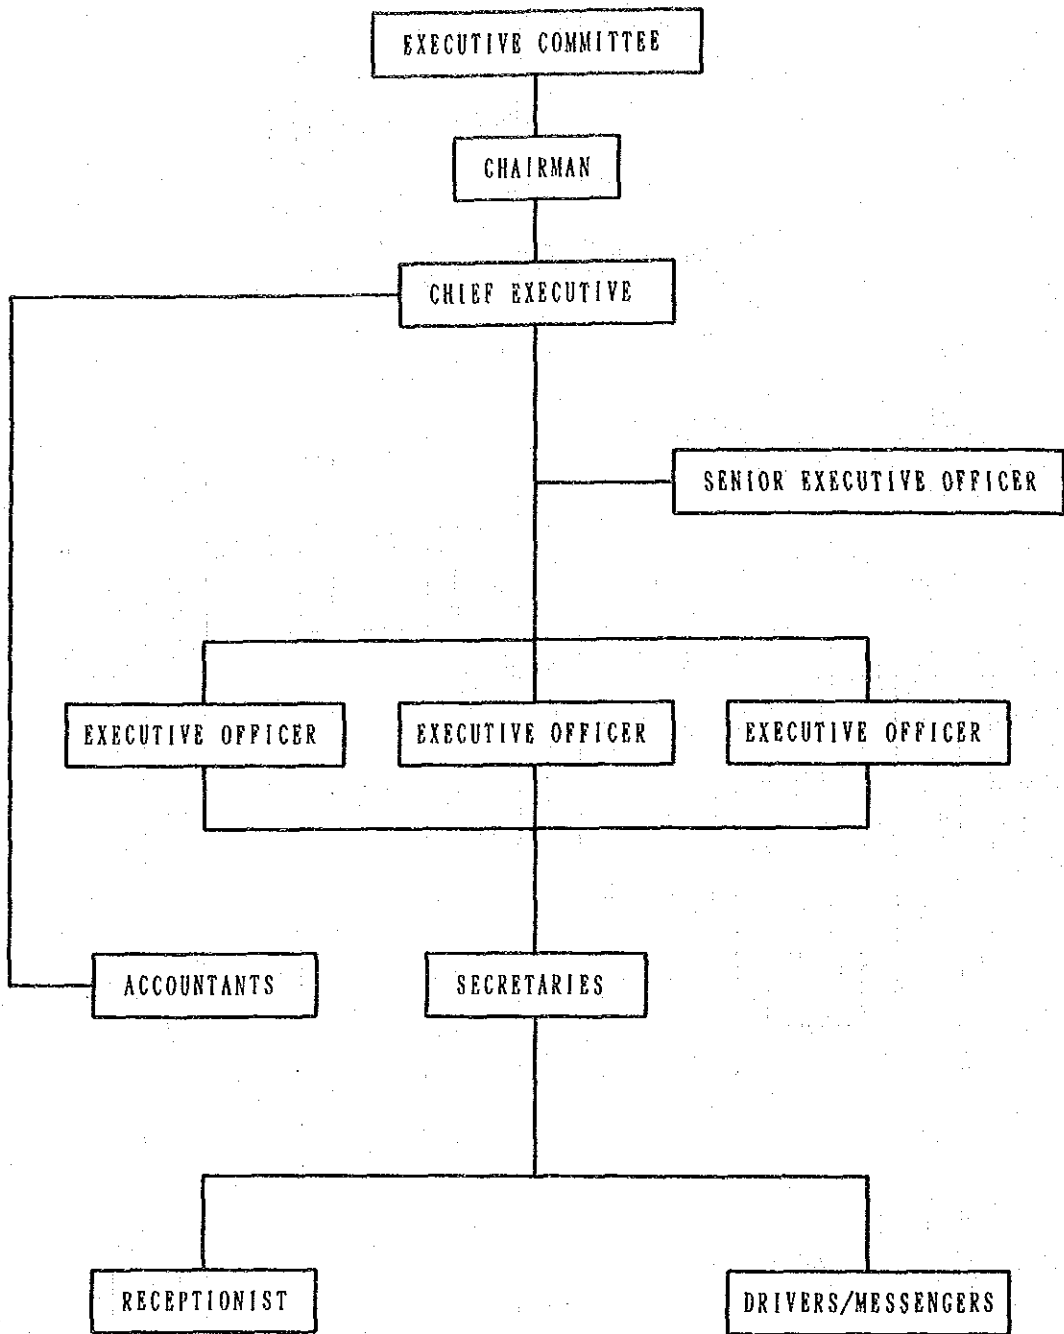 EXECUTIVE COMMITTEE
CHAIRMAN
CHIEF EXECUTIVE
SENIOR EXECUTIVE OFFICER
EXECUTIVE OFFICER
EXECUTIVE OFFICER
EXECUTIVE OFFICER
ACCOUNTANTS
SECRETARIES
RECEPTIONIST
DRIVERS/MESSENGERS